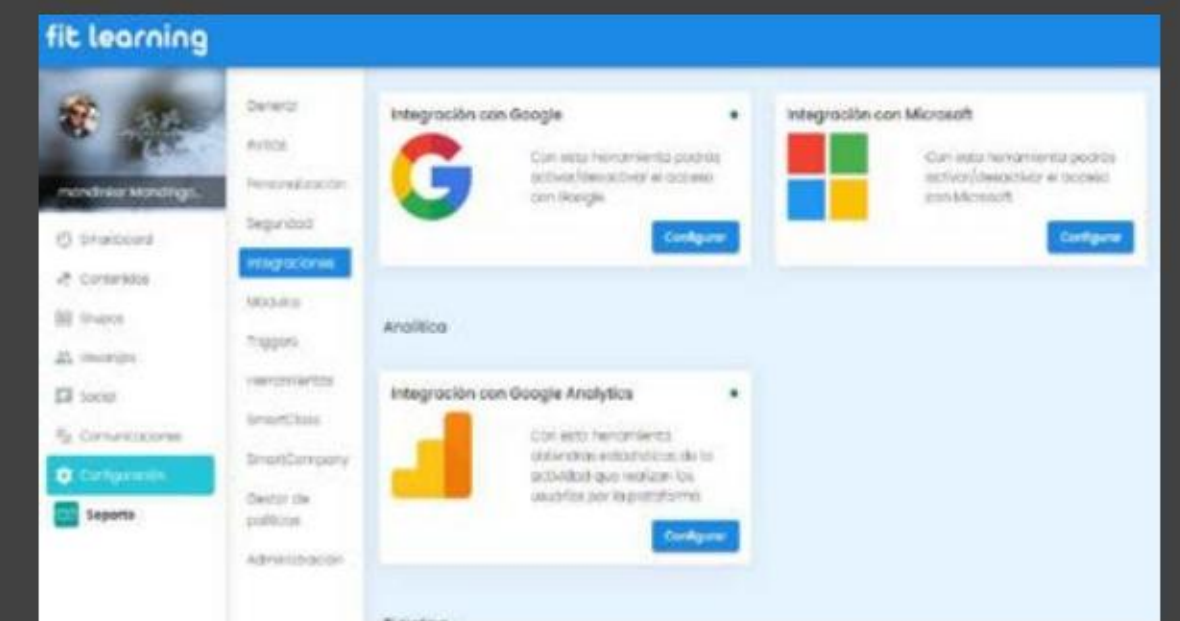 fit learning
General
Avisos
Personalización
Seguridad
Integraciones
Módulos
Triggers
Herramientas
SmartClass
SmartCompany
Gestor de
políticas
Administración
Smartboard
Contenidos
Grupos
Usuarios
Social
Comunicaciones
Configuración
Soporte
Integración con Google
Con esta herramienta podrás
activar/desactivar el acceso
con Google.
Configurar
Integración con Microsoft
Con esta herramienta podrás
activar/desactivar el acceso
con Microsoft.
Configurar
Analítica
Integración con Google Analytics
Con esta herramienta
obtendrás estadísticas de la
actividad que realizan los
usuarios por la plataforma.
Configurar